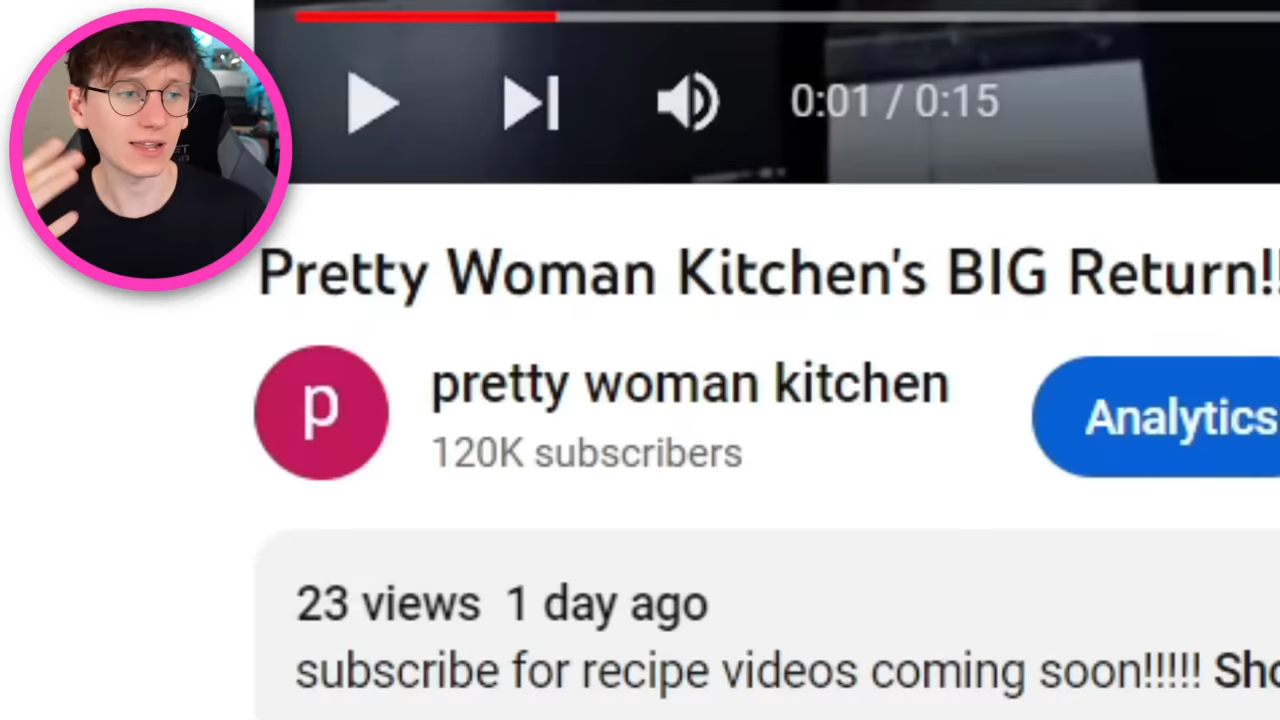 0:01 / 0:15
Pretty Woman Kitchen's BIG Return!!
p
pretty woman kitchen
120K subscribers
Analytics
23 views 1 day ago
subscribe for recipe videos coming soon!!!!! Sho